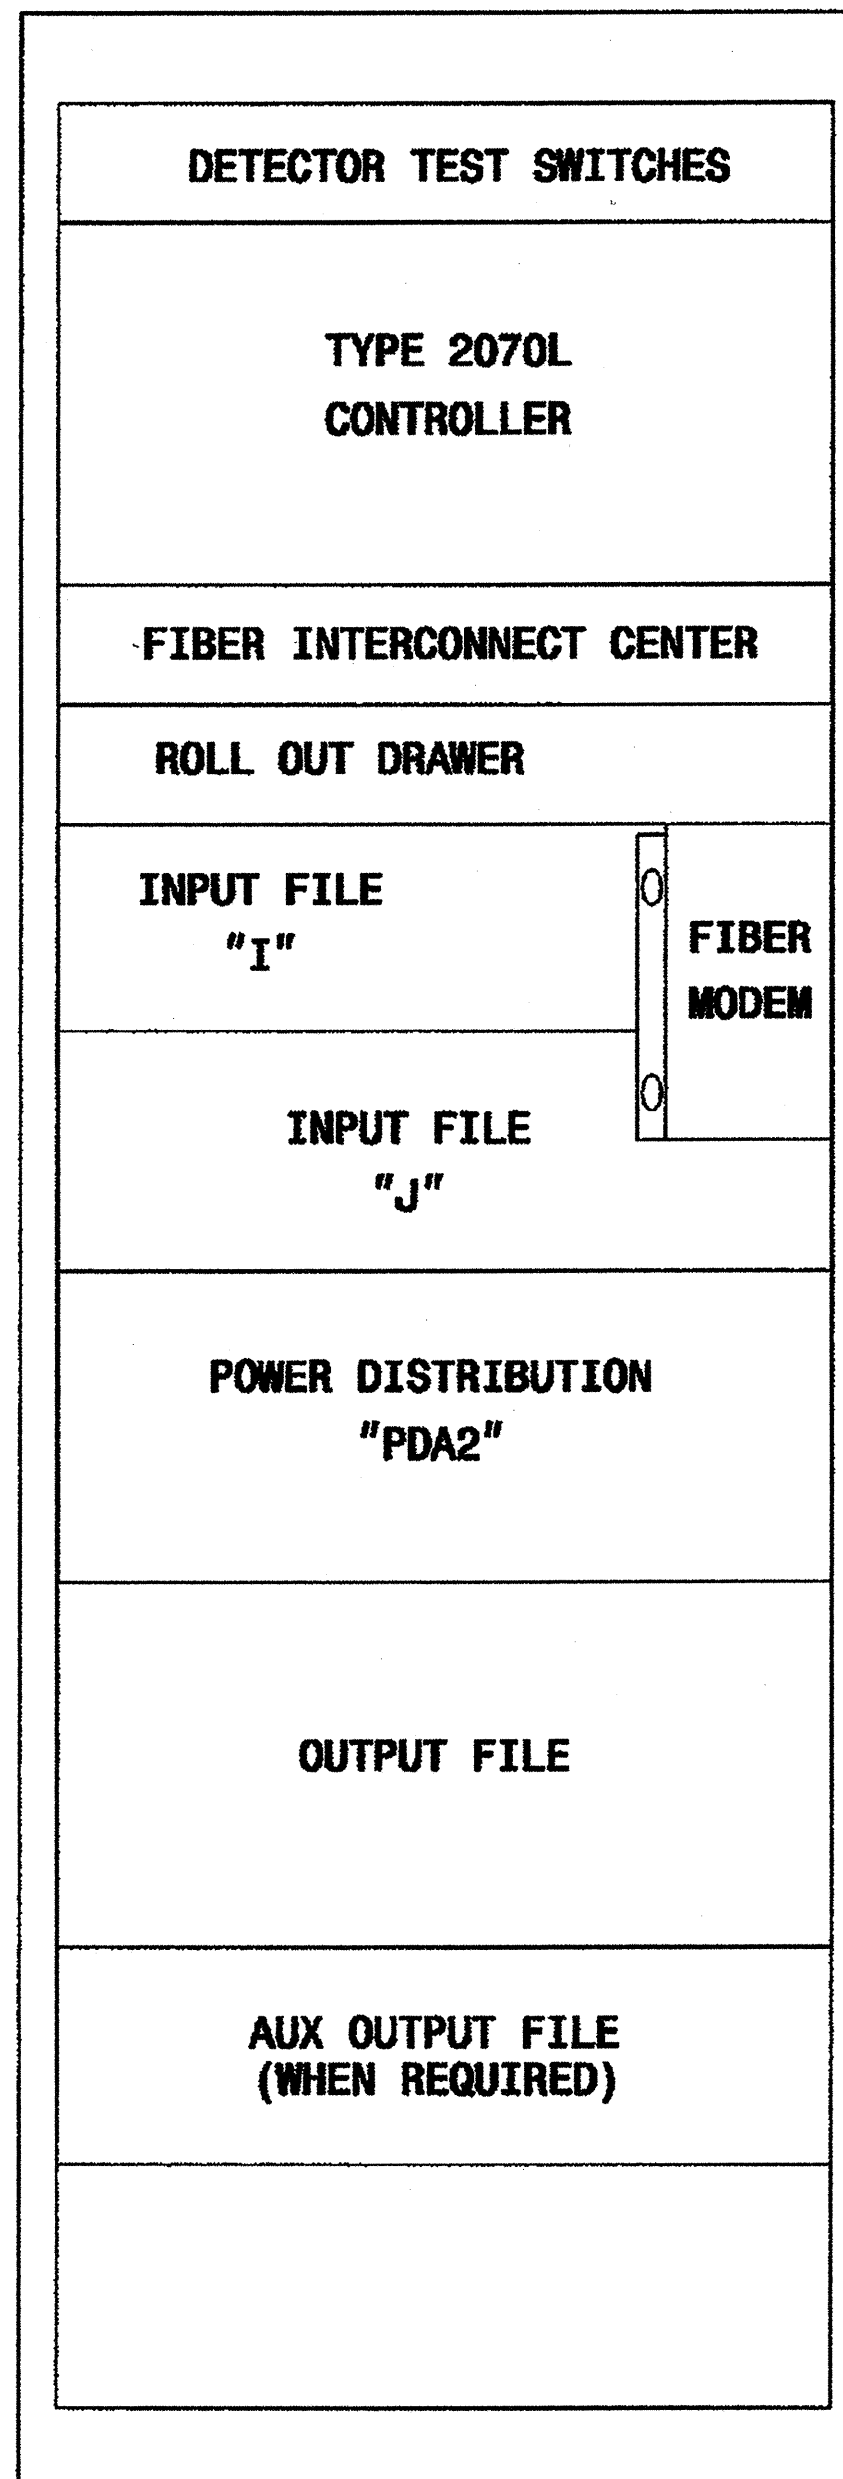 DETECTOR TEST SWITCHES
TYPE 2070L
CONTROLLER
FIBER INTERCONNECT CENTER
ROLL OUT DRAWER
INPUT FILE
"I"
FIBER
MODEM
INPUT FILE
"J"
POWER DISTRIBUTION
"PDA2"
OUTPUT FILE
AUX OUTPUT FILE
(WHEN REQUIRED)